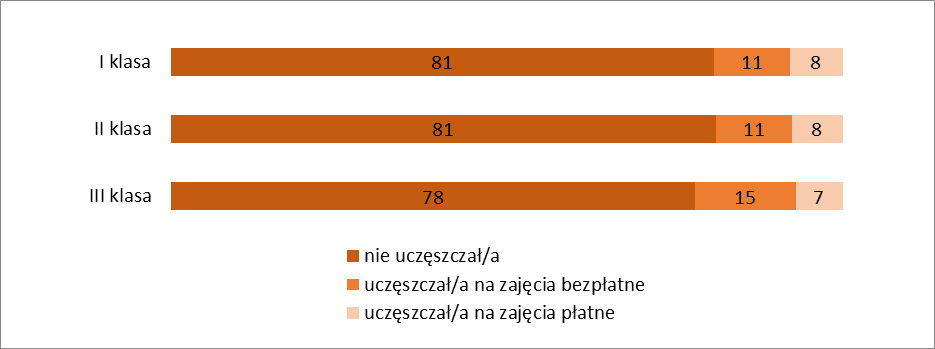 I klasa 81 11 8
II klasa 81 11 8
III klasa 78 15 7
nie uczęszczał/a
uczęszczał/a na zajęcia bezpłatne
uczęszczał/a na zajęcia płatne